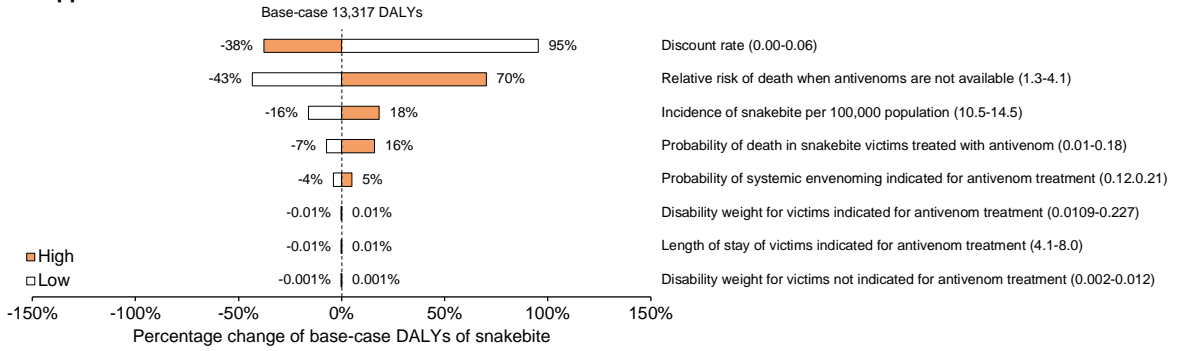 Base-case 13,317 DALYs
-38% 95% Discount rate (0.00-0.06)
-43% 70% Relative risk of death when antivenoms are not available (1.3-4.1)
-16% 18% Incidence of snakebite per 100,000 population (10.5-14.5)
-7% 16% Probability of death in snakebite victims treated with antivenom (0.01-0.18)
-4% 5% Probability of systemic envenoming indicated for antivenom treatment (0.12.0.21)
-0.01% 0.01% Disability weight for victims indicated for antivenom treatment (0.0109-0.227)
-0.01% 0.01% Length of stay of victims indicated for antivenom treatment (4.1-8.0)
High
-0.001% 0.001% Disability weight for victims not indicated for antivenom treatment (0.002-0.012)
Low
-150% -100% -50% 0% 50% 100% 150%
Percentage change of base-case DALYs of snakebite